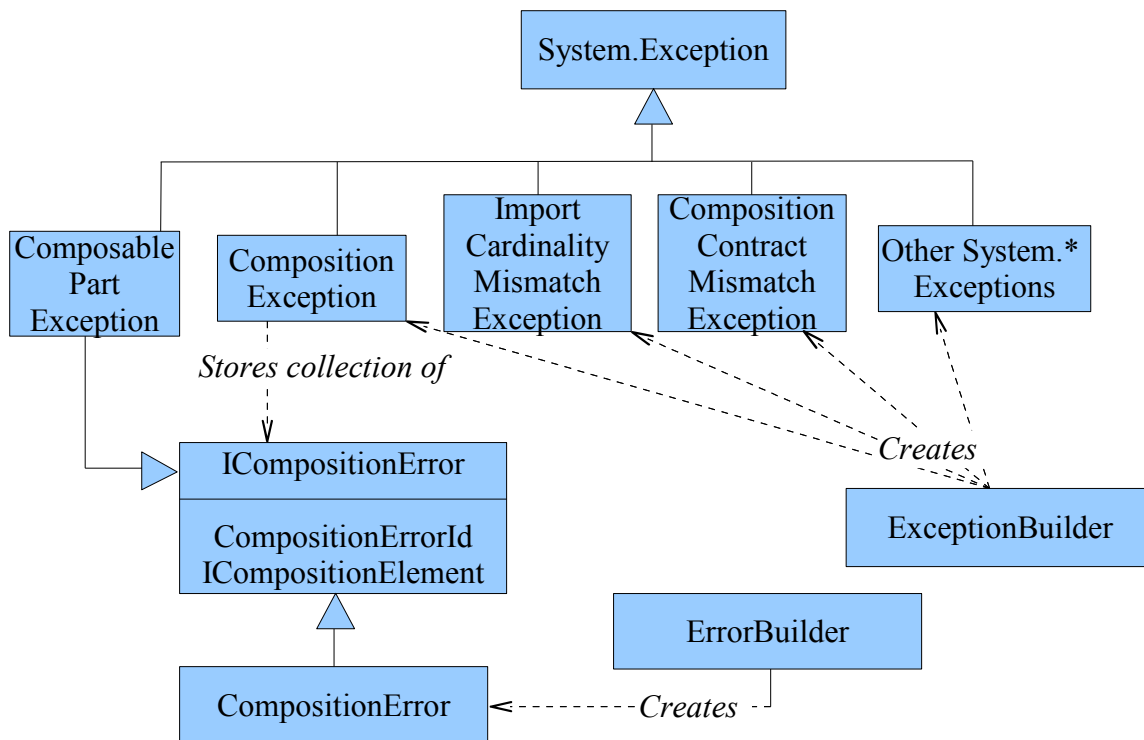 System.Exception
Composable
Part
Exception
Composition
Exception
Import
Cardinality
Mismatch
Exception
Composition
Contract
Mismatch
Exception
Other System.*
Exceptions
Stores collection of
Creates
ICompositionError
CompositionErrorId
ICompositionElement
ExceptionBuilder
ErrorBuilder
CompositionError
Creates